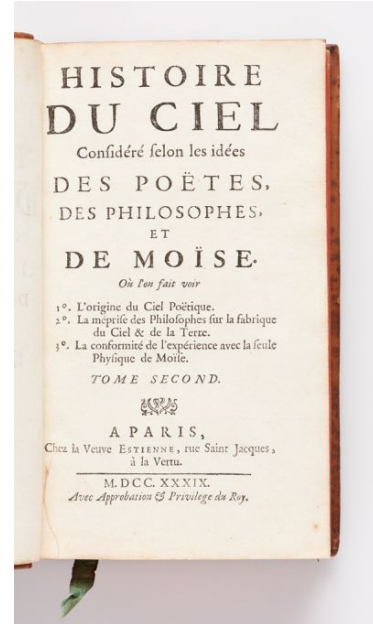 HISTOIRE
DU CIEL
Conſidéré ſelon les idées
DES POËTES,
DES PHILOSOPHES,
ET
DE MOÏSE.
Où l'on fait voir
1°. L'origine du Ciel Poëtique.
2°. La mépriſe des Philoſophes ſur la fabrique
du Ciel & de la Terre.
3°. La conformité de l'expérience avec la ſeule
Phyſique de Moïſe.
TOME SECOND.
A PARIS,
Chez la Veuve ESTIENNE, rue Saint Jacques,
à la Vertu.
M. DCC. XXXIX.
Avec Approbation & Privilege du Roy.